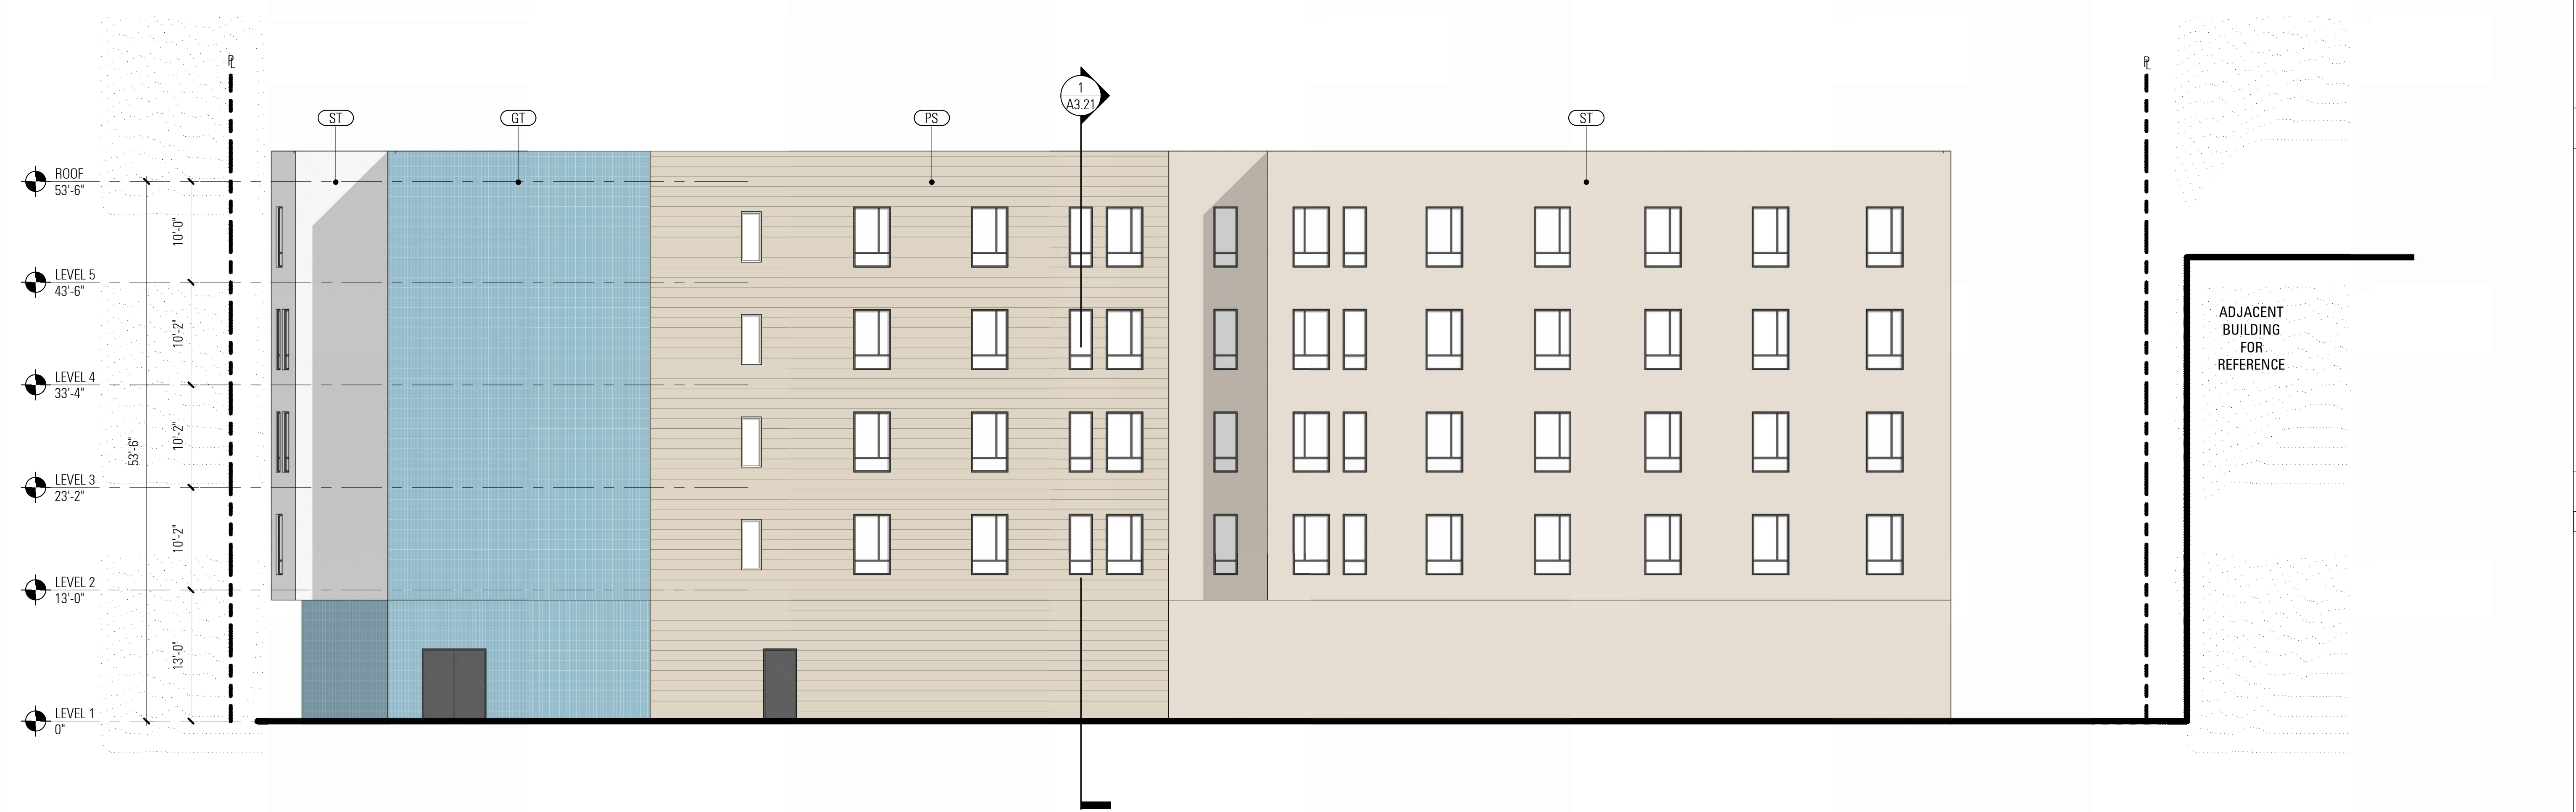 PL
PL
1
A3.21
ST
GT
PS
ST
ROOF
53'-6"
10'-0"
LEVEL 5
43'-6"
10'-2"
LEVEL 4
33'-4"
10'-2"
53'-6"
LEVEL 3
23'-2"
10'-2"
LEVEL 2
13'-0"
13'-0"
LEVEL 1
0"
ADJACENT
BUILDING
FOR
REFERENCE